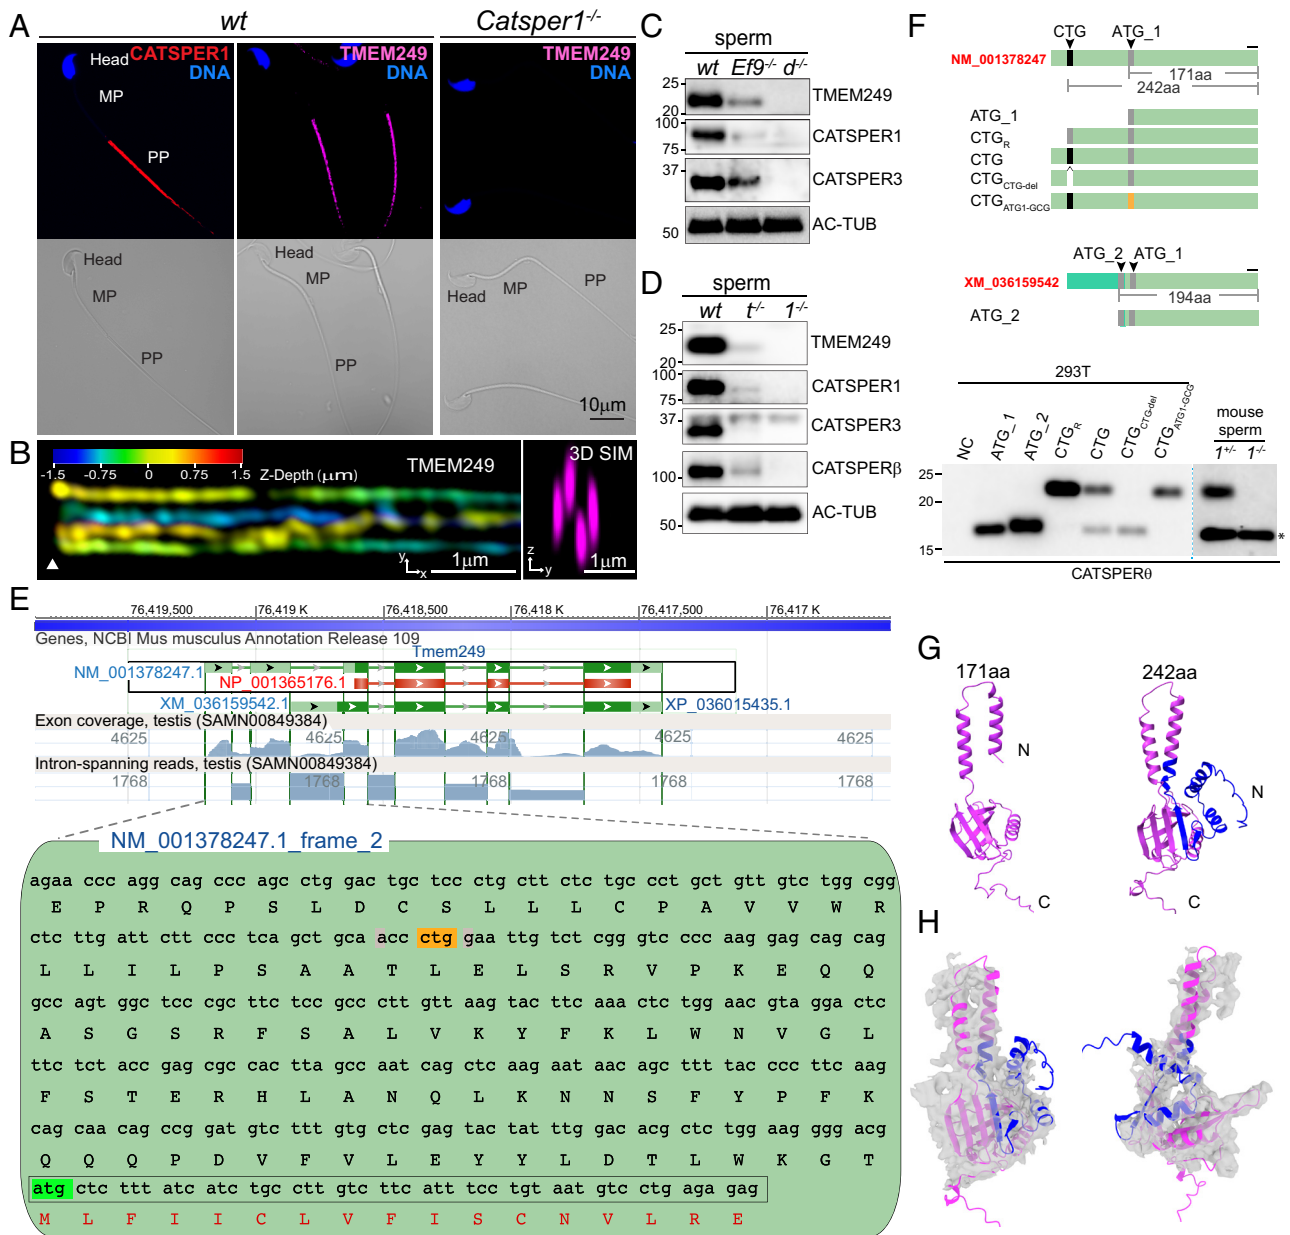 A
wt
Catsper1-/-
Head
CATSPER1
DNA
MP
PP
TMEM249
DNA
TMEM249
DNA
Head
MP
PP
Head
MP
PP
Head
MP
PP
10μm
B
-1.5 -0.75 0 0.75 1.5
Z-Depth (μm)
TMEM249
y
x
1μm
3D SIM
z
y
1μm
C
sperm
wt Ef9-/- d-/-
25
20
TMEM249
100
75
CATSPER1
37
CATSPER3
50
AC-TUB
D
sperm
wt t-/- 1-/-
25
20
TMEM249
100
75
CATSPER1
37
CATSPER3
100
CATSPERβ
50
AC-TUB
E
76,419,500 76,419 K 76,418,500 76,418 K 76,417,500 76,417 K
Genes, NCBI Mus musculus Annotation Release 109
Tmem249
NM_001378247.1
NP_001365176.1
XM_036159542.1
XP_036015435.1
Exon coverage, testis (SAMN00849384)
4625 4625 4625 4625 4625
Intron-spanning reads, testis (SAMN00849384)
1768 1768 1768 1768 1768
NM_001378247.1_frame_2
agaa ccc agg cag ccc agc ctg gac tgc tcc ctg ctt ctc tgc cct gct gtt gtc tgg cgg
E P R Q P S L D C S L L L C P A V V W R
ctc ttg att ctt ccc tca gct gca acc ctg gaa ttg tct cgg gtc ccc aag gag cag cag
L L I L P S A A T L E L S R V P K E Q Q
gcc agt ggc tcc cgc ttc tcc gcc ctt gtt aag tac ttc aaa ctc tgg aac gta gga ctc
A S G S R F S A L V K Y F K L W N V G L
ttc tct acc gag cgc cac tta gcc aat cag ctc aag aat aac agc ttt tac ccc ttc aag
F S T E R H L A N Q L K N N S F Y P F K
cag caa cag ccg gat gtc ttt gtg ctc gag tac tat ttg gac acg ctc tgg aag ggg acg
Q Q Q P D V F V L E Y Y L D T L W K G T
atg ctc ttt atc atc tgc ctt gtc ttc att tcc tgt aat gtc ctg aga gag
M L F I I C L V F I S C N V L R E
F
CTG ATG_1
NM_001378247
171aa
242aa
ATG_1
CTGR
CTG
CTGCTG-del
CTGATG1-GCG
ATG_2 ATG_1
XM_036159542
194aa
ATG_2
293T
NC ATG_1 ATG_2 CTGR CTG CTGCTG-del CTGATG1-GCG
mouse
sperm
1+/- 1-/-
25
20
15
*
*
CATSPERθ
G
171aa
N
C
242aa
N
C
H